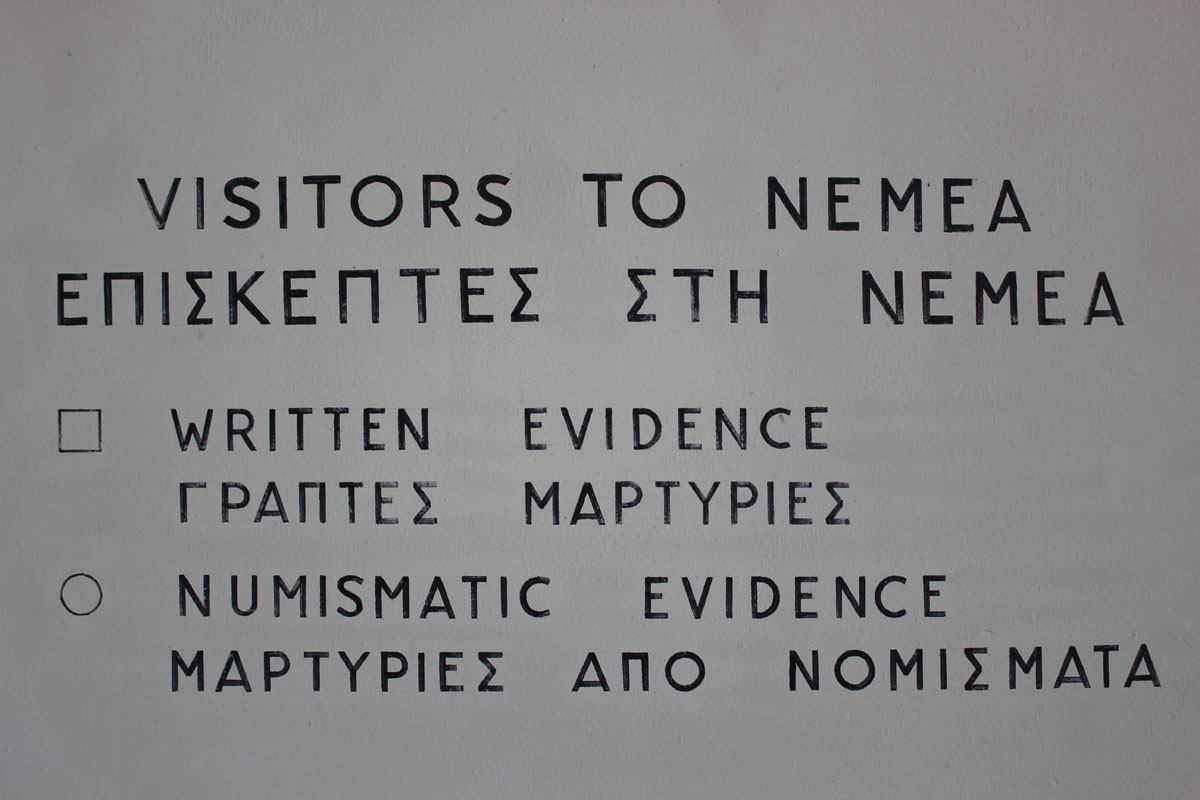 VISITORS TO NEMEA
ΕΠΙΣΚΕΠΤΕΣ ΣΤΗ ΝΕΜΕΑ
WRITTEN EVIDENCE
ΓΡΑΠΤΕΣ ΜΑΡΤΥΡΙΕΣ
NUMISMATIC EVIDENCE
ΜΑΡΤΥΡΙΕΣ ΑΠΟ ΝΟΜΙΣΜΑΤΑ